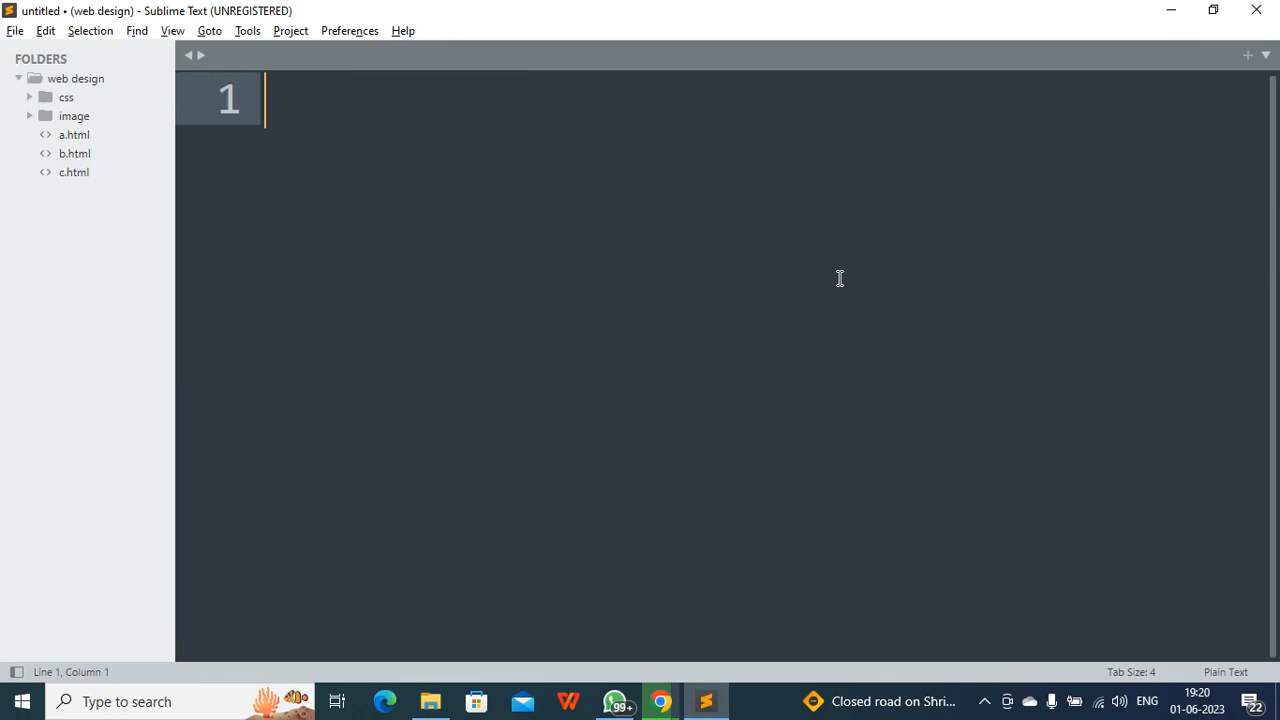 untitled • (web design) - Sublime Text (UNREGISTERED)
File Edit Selection Find View Goto Tools Project Preferences Help
FOLDERS
web design
css
image
<> a.html
<> b.html
<> c.html
1
Line 1, Column 1
Tab Size: 4
Plain Text
Type to search
99+
Closed road on Shri...
ENG
19:20
01-06-2023
22